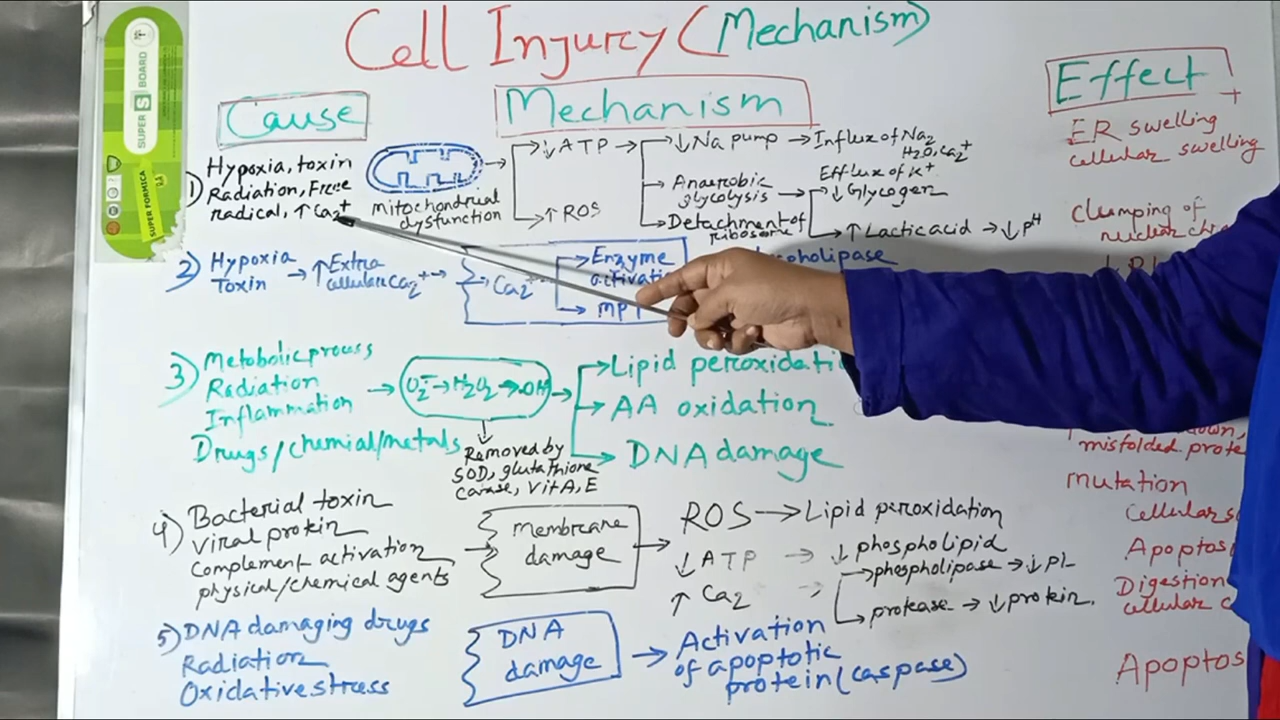 Cell Injury (Mechanism)
SUPER S BOARD
SUPER FORMICA
Cause
Mechanism
Effect
1) Hypoxia, toxin
Radiation, Free
radical, ↑ Ca2+
mitochondrial
dysfunction
↓ ATP → ↓ Na pump → Influx of Na2
H2O, Ca2+
Anaerobic
glycolysis
Efflux of K+
↓ Glycogen
↑ Lactic acid → ↓ PH
Detachment of
ribosome
↑ ROS
ER swelling
cellular swelling
Clumping of
nuclear
2) Hypoxia
Toxin
→ ↑ Extra
cellular Ca2+ →
Ca2
Enzyme
MPT
3) Metabolic process
Radiation
Inflammation
Drugs/chemial/metals
O2- → H2O2 → OH
Removed by
SOD, glutathione
Vit A, E
Lipid
AA oxidation
DNA damage
misfolded
mutation
4) Bacterial toxin
Viral protin
Complement activation
physical/chemical agents
Membrane
damage
ROS → Lipid peroxidation
↓ ATP → ↓ phospholipid
↑ Ca2 → phospholipase → ↓ PL
protease → ↓ protein.
Digestion
cellular
5) DNA damaging drugs
Radiation
Oxidative stress
DNA
damage
→ Activation
of apoptotic
protein (caspase)
Apoptos